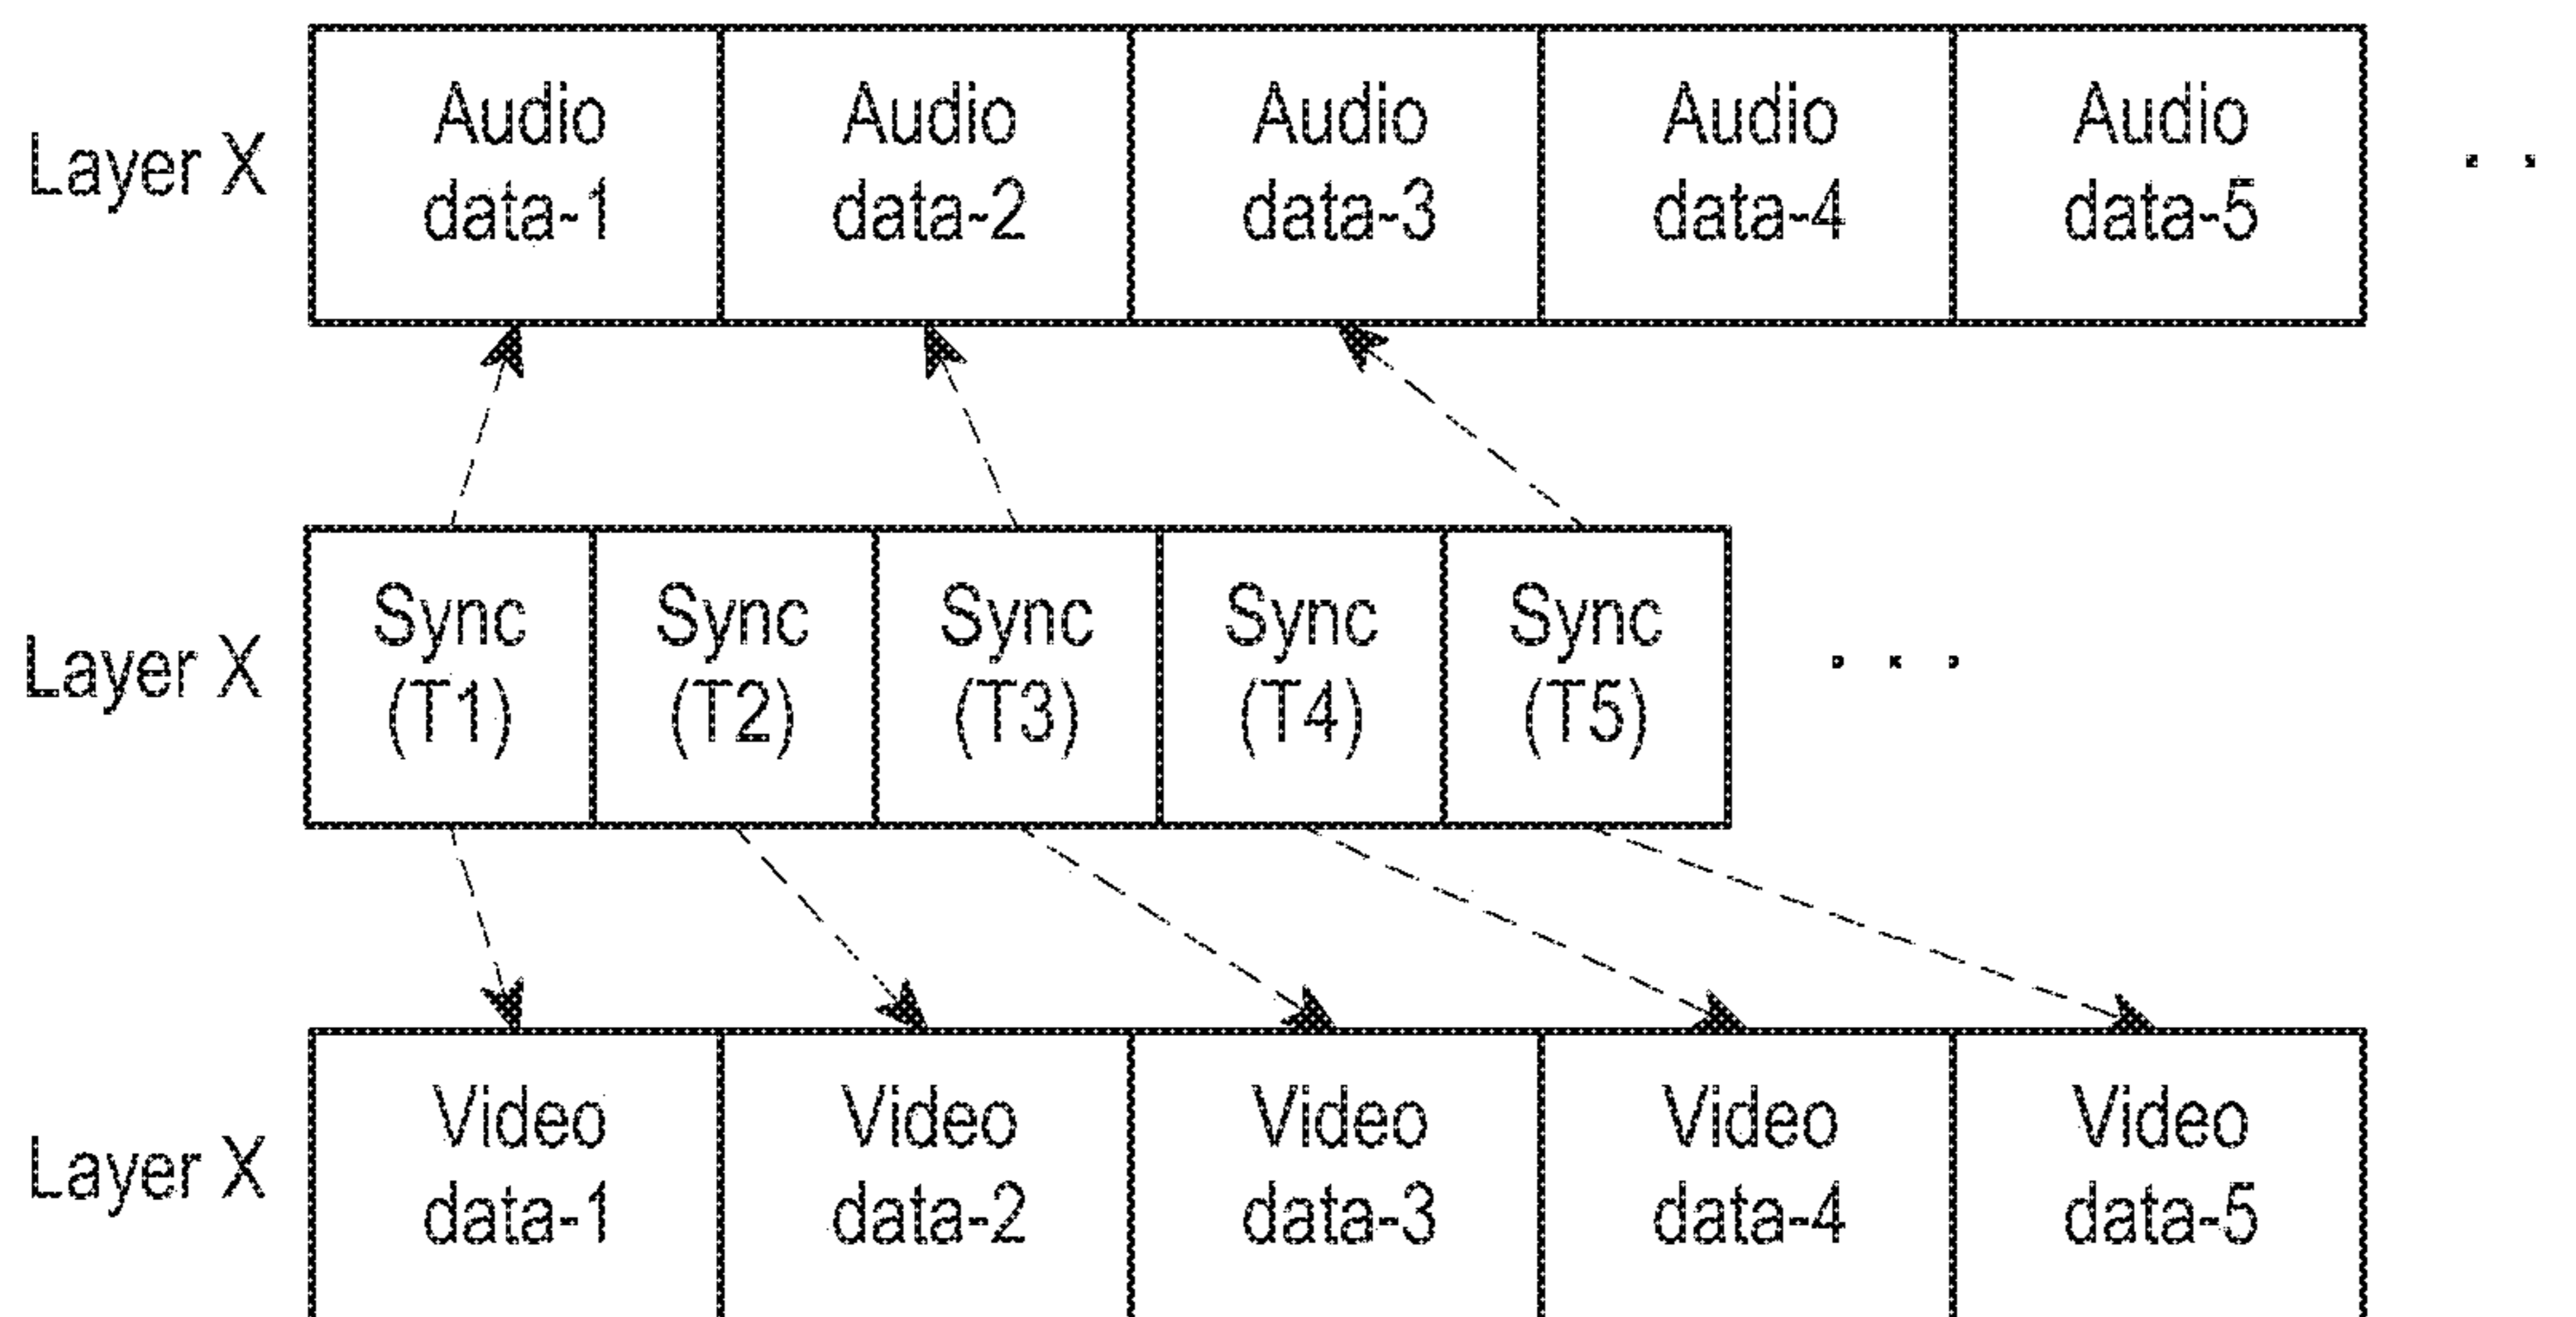 Layer X
Audio
data-1
Audio
data-2
Audio
data-3
Audio
data-4
Audio
data-5
. .
Layer X
Sync
(T1)
Sync
(T2)
Sync
(T3)
Sync
(T4)
Sync
(T5)
. . .
Layer X
Video
data-1
Video
data-2
Video
data-3
Video
data-4
Video
data-5